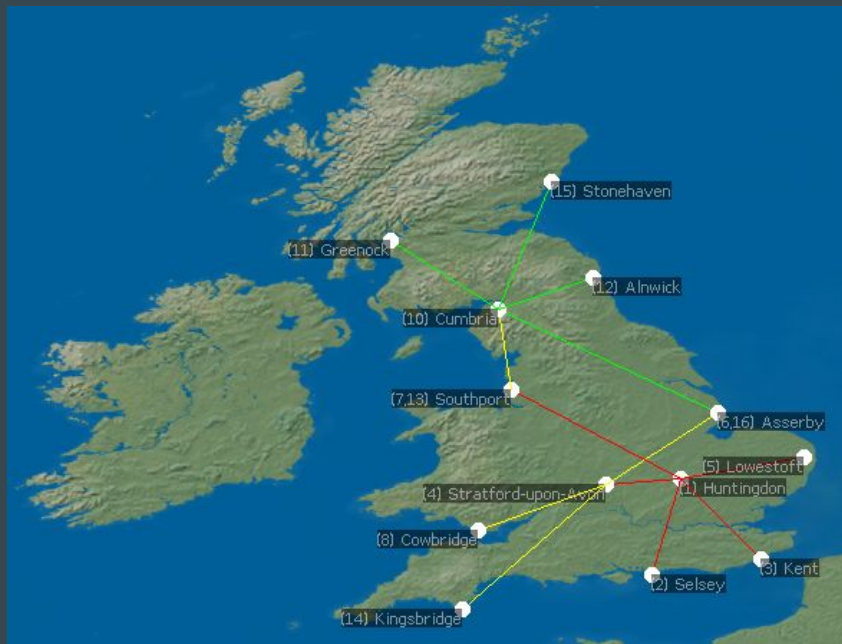 (15) Stonehaven
(11) Greenock
(12) Alnwick
(10) Cumbria
(7,13) Southport
(6,16) Asserby
(5) Lowestoft
(4) Stratford-upon-Avon
(1) Huntingdon
(8) Cowbridge
(3) Kent
(2) Selsey
(14) Kingsbridge